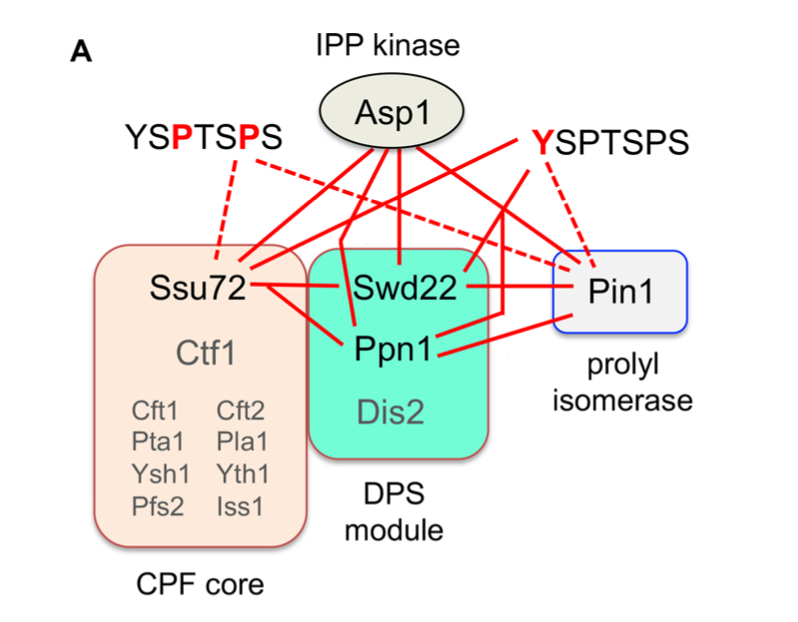 A
IPP kinase
Asp1
YSPTSPS
YSPTSPS
Ssu72
Swd22
Pin1
Ctf1
Ppn1
prolyl
isomerase
Cft1 Cft2
Pta1 Pla1
Ysh1 Yth1
Pfs2 Iss1
Dis2
DPS
module
CPF core